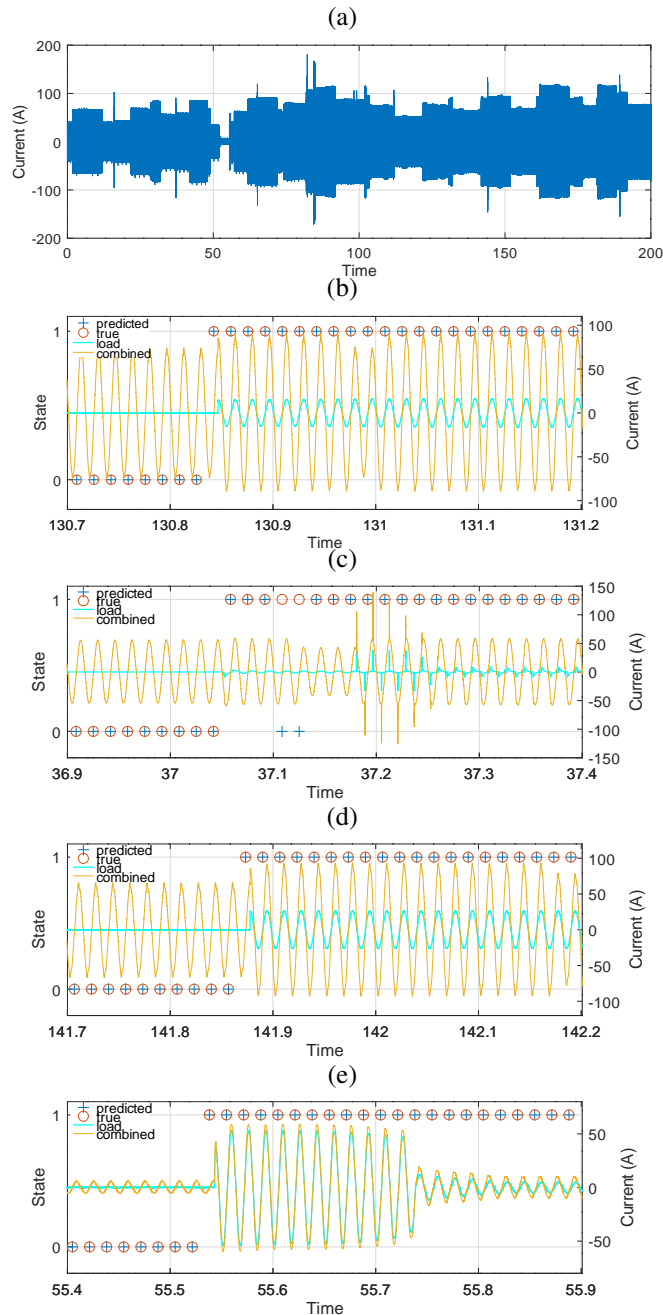 (a)
200
100
0
-100
-200
Current (A)
0 50 100 150 200
Time
(b)
predicted
true
load
combined
1
0
State
100
50
0
-50
-100
Current (A)
130.7 130.8 130.9 131 131.1 131.2
Time
(c)
predicted
true
load
combined
1
0
State
150
100
50
0
-50
-100
-150
Current (A)
36.9 37 37.1 37.2 37.3 37.4
Time
(d)
predicted
true
load
combined
1
0
State
100
50
0
-50
-100
Current (A)
141.7 141.8 141.9 142 142.1 142.2
Time
(e)
predicted
true
load
combined
1
0
State
50
0
-50
Current (A)
55.4 55.5 55.6 55.7 55.8 55.9
Time